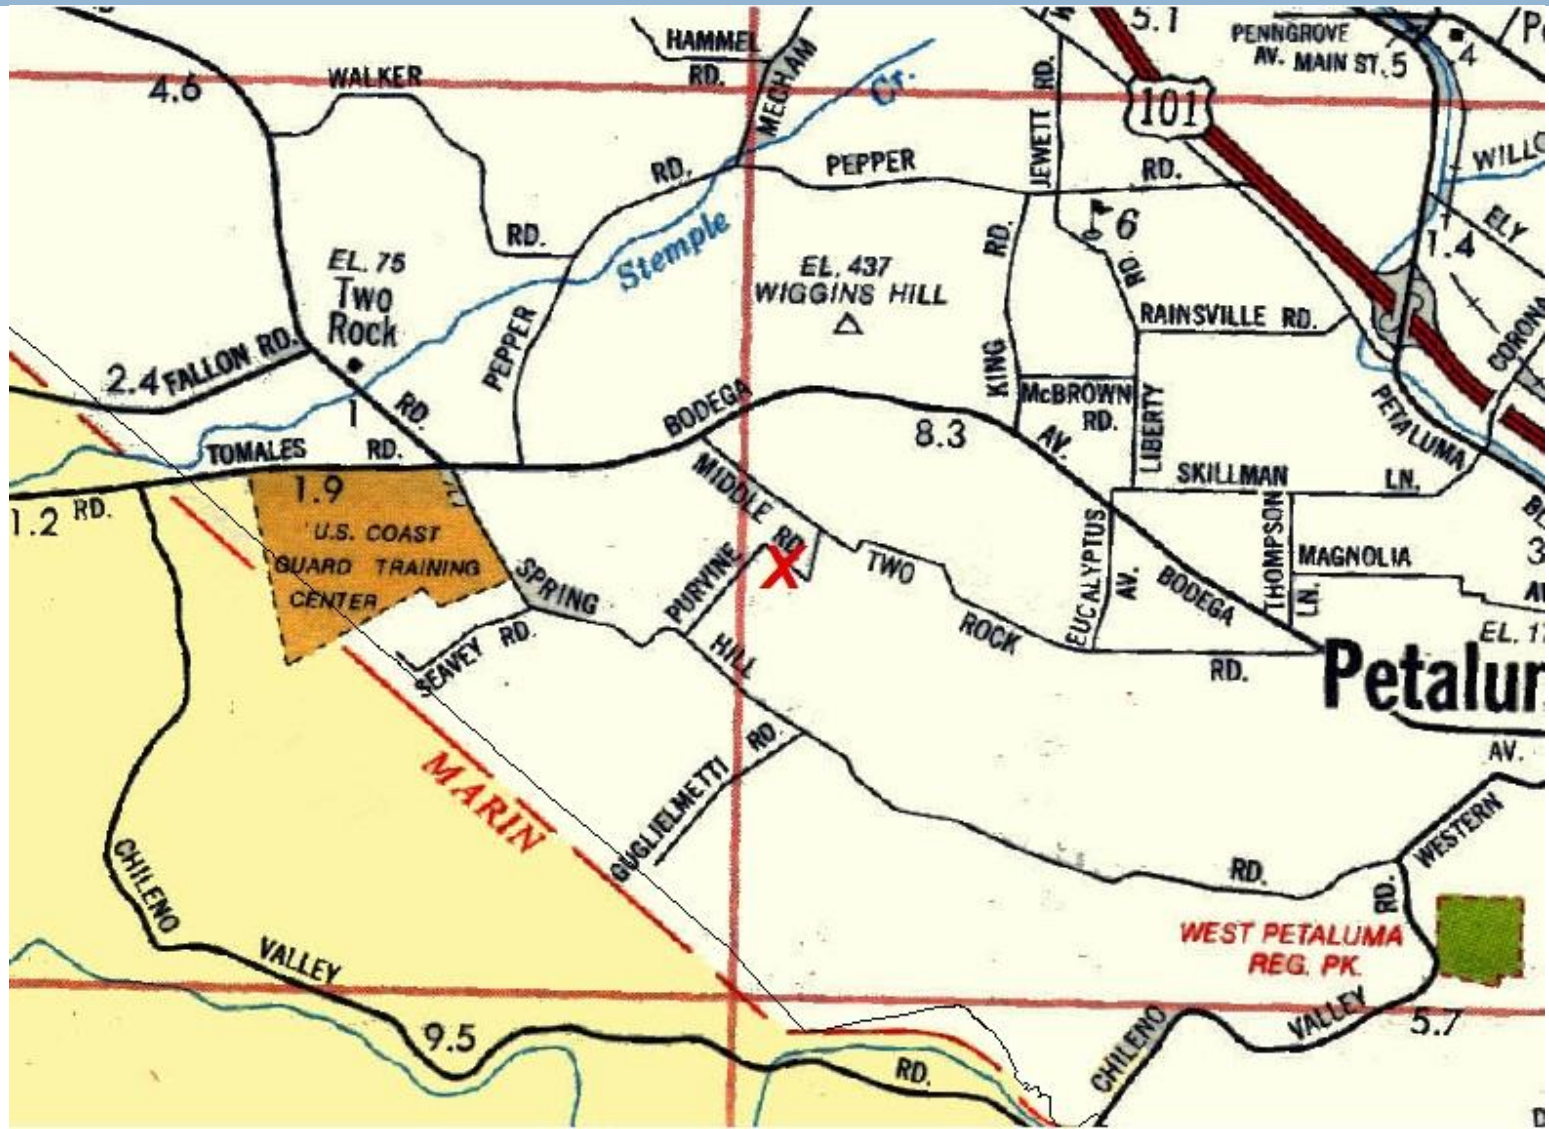 5.1
HAMMEL
RD.
MECHAM
Cr.
JEWETT RD.
101
PENNGROVE
AV. MAIN ST.
.5
.4
4.6
WALKER
RD.
RD.
PEPPER
RD.
WILLO
ELY
1.4
6
Stemple
EL. 75
Two
Rock
EL. 437
WIGGINS HILL
KING RD.
RD.
RAINSVILLE RD.
CORONA
2.4
FALLON RD.
PEPPER
1
RD.
BODEGA
AV.
8.3
McBROWN
RD.
LIBERTY
PETALUMA
TOMALES RD.
1.9
U.S. COAST
GUARD TRAINING
CENTER
1.2 RD.
MIDDLE RD.
TWO
ROCK
RD.
SKILLMAN LN.
EUCALYPTUS
AV.
BODEGA
THOMPSON
LN.
MAGNOLIA
3
PURVINE
X
SPRING
HILL
RD.
SEAVEY RD.
Petalu
AV.
MARIN
GUGLIELMETTI RD.
WESTERN
RD.
WEST PETALUMA
REG. PK.
CHILENO
VALLEY
RD.
9.5
CHILENO
VALLEY
5.7